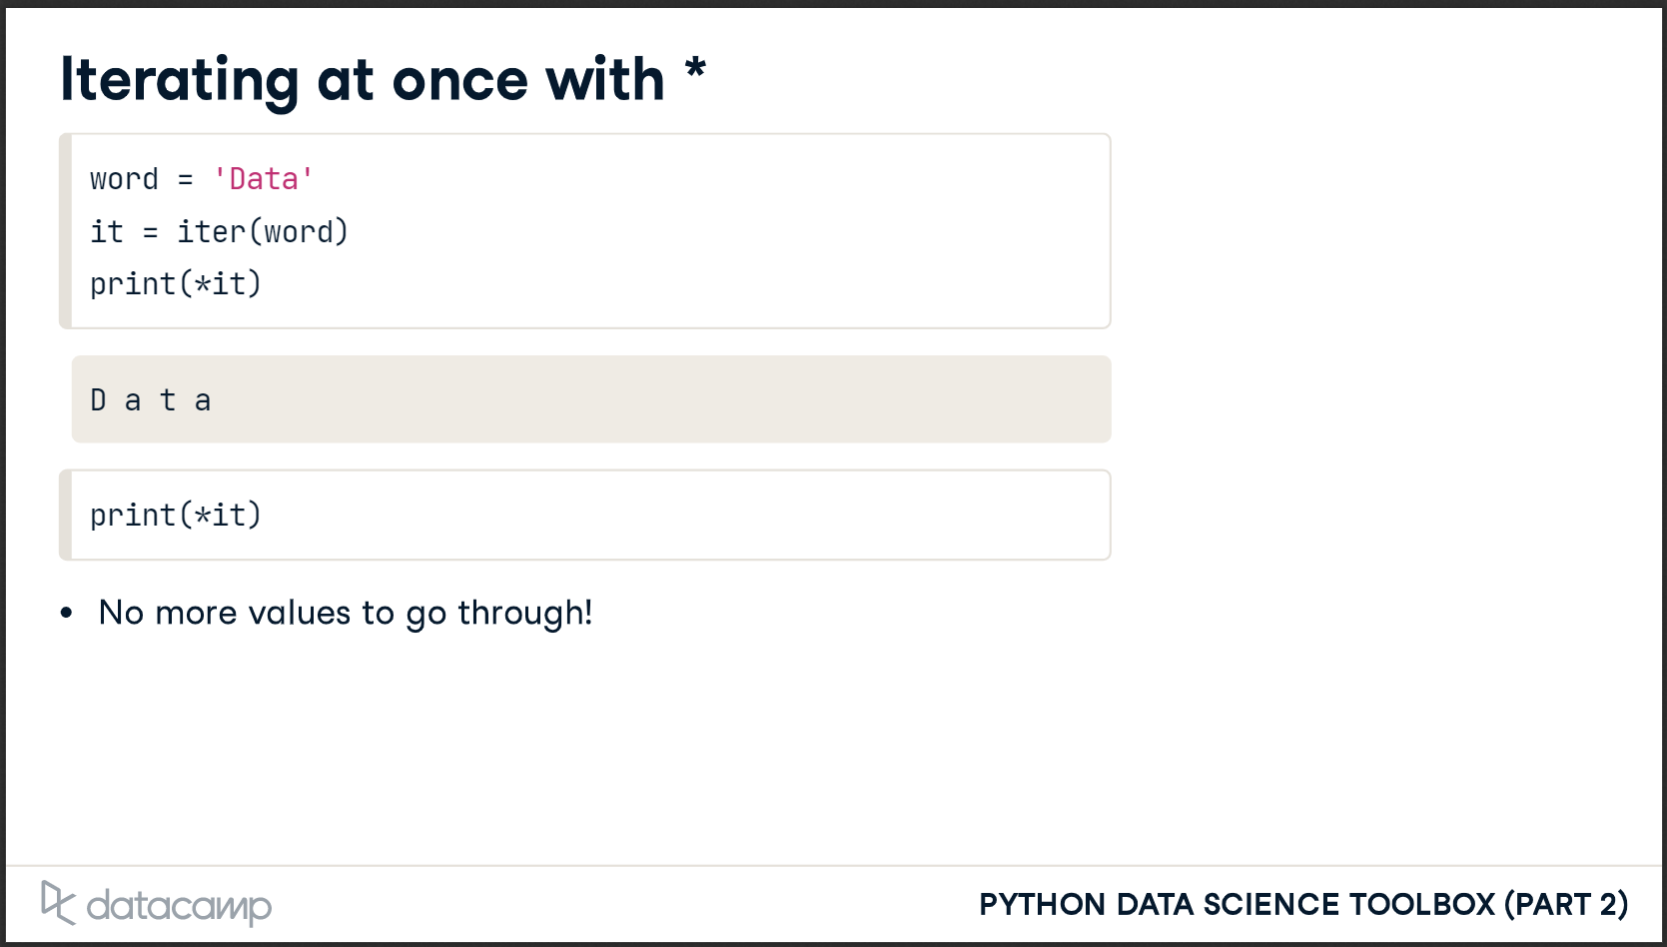 Iterating at once with *
word = 'Data'
it = iter(word)
print(*it)
D a t a
print(*it)
• No more values to go through!
datacamp
PYTHON DATA SCIENCE TOOLBOX (PART 2)